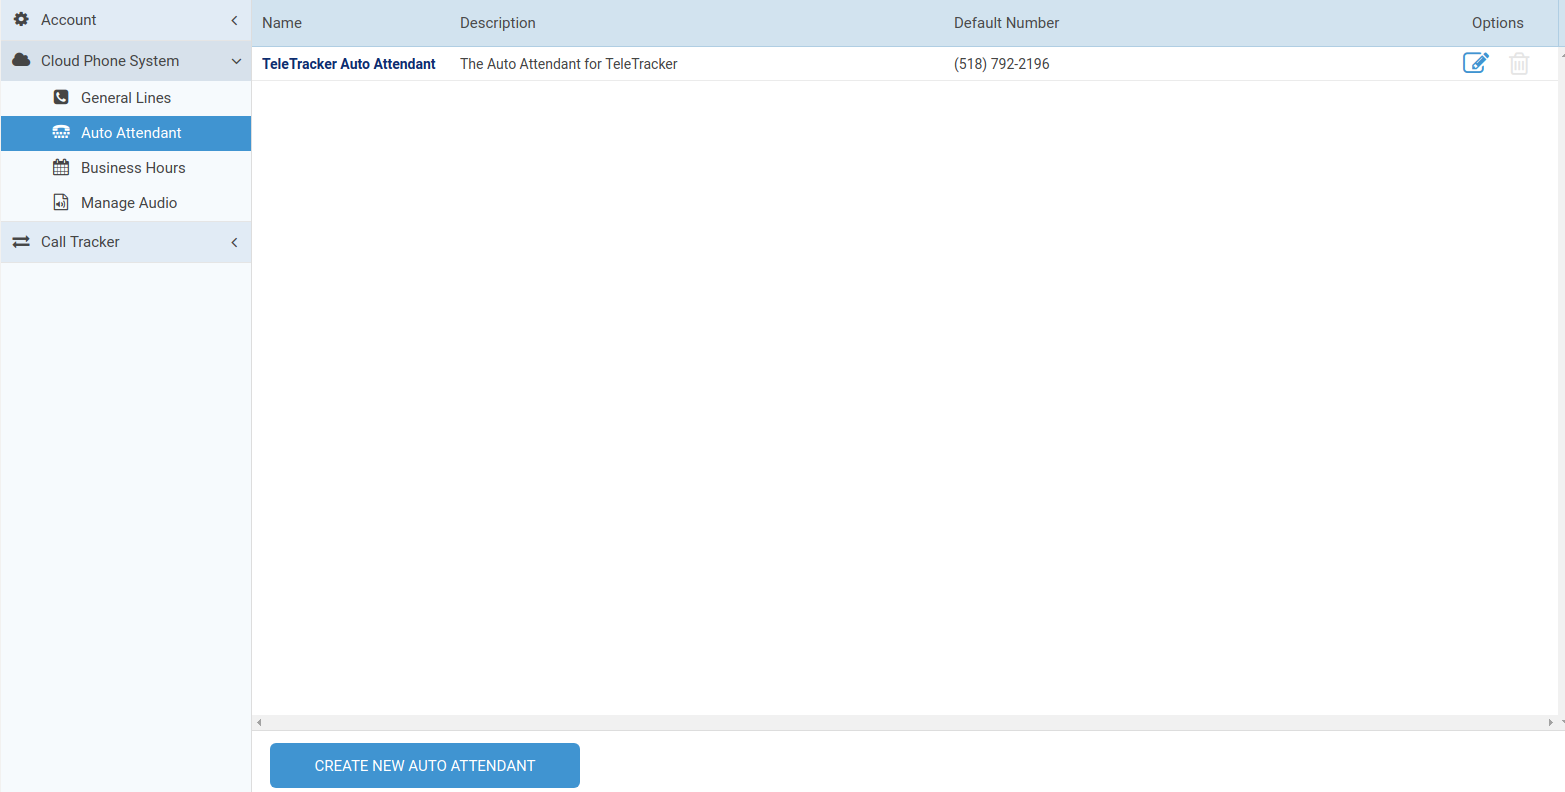 Account
Cloud Phone System
General Lines
Auto Attendant
Business Hours
Manage Audio
Call Tracker
Name Description Default Number Options
TeleTracker Auto Attendant The Auto Attendant for TeleTracker (518) 792-2196
CREATE NEW AUTO ATTENDANT